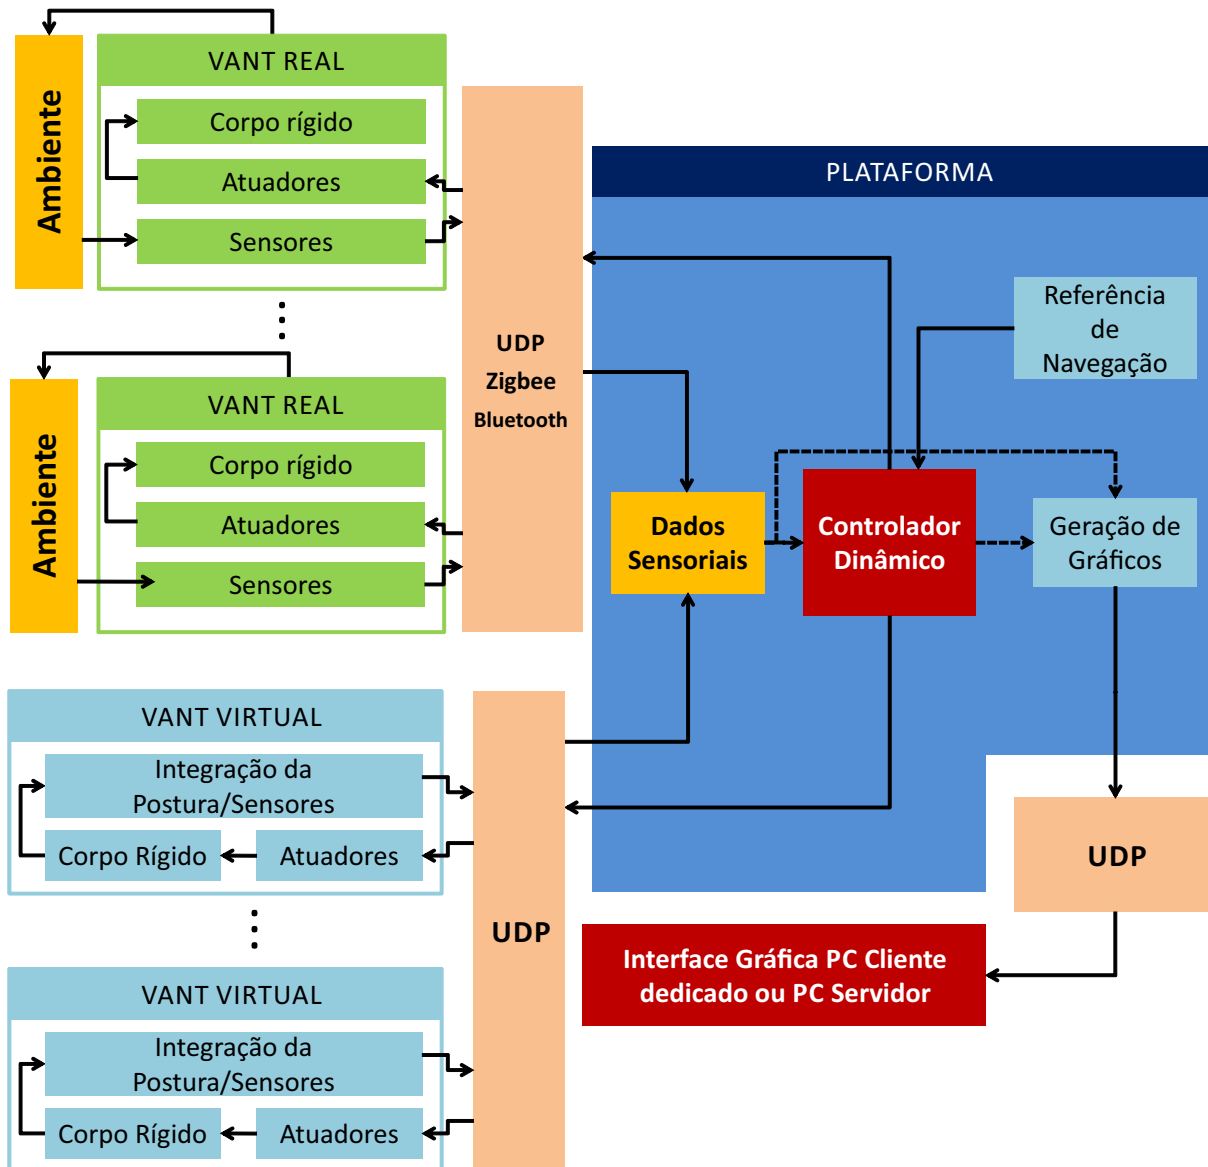 VANT REAL
Ambiente
Corpo rígido
Atuadores
Sensores
VANT REAL
Ambiente
Corpo rígido
Atuadores
Sensores
UDP
Zigbee
Bluetooth
PLATAFORMA
Referência
de
Navegação
Dados
Sensoriais
Controlador
Dinâmico
Geração de
Gráficos
VANT VIRTUAL
Integração da
Postura/Sensores
Corpo Rígido
Atuadores
VANT VIRTUAL
Integração da
Postura/Sensores
Corpo Rígido
Atuadores
UDP
UDP
Interface Gráfica PC Cliente
dedicado ou PC Servidor